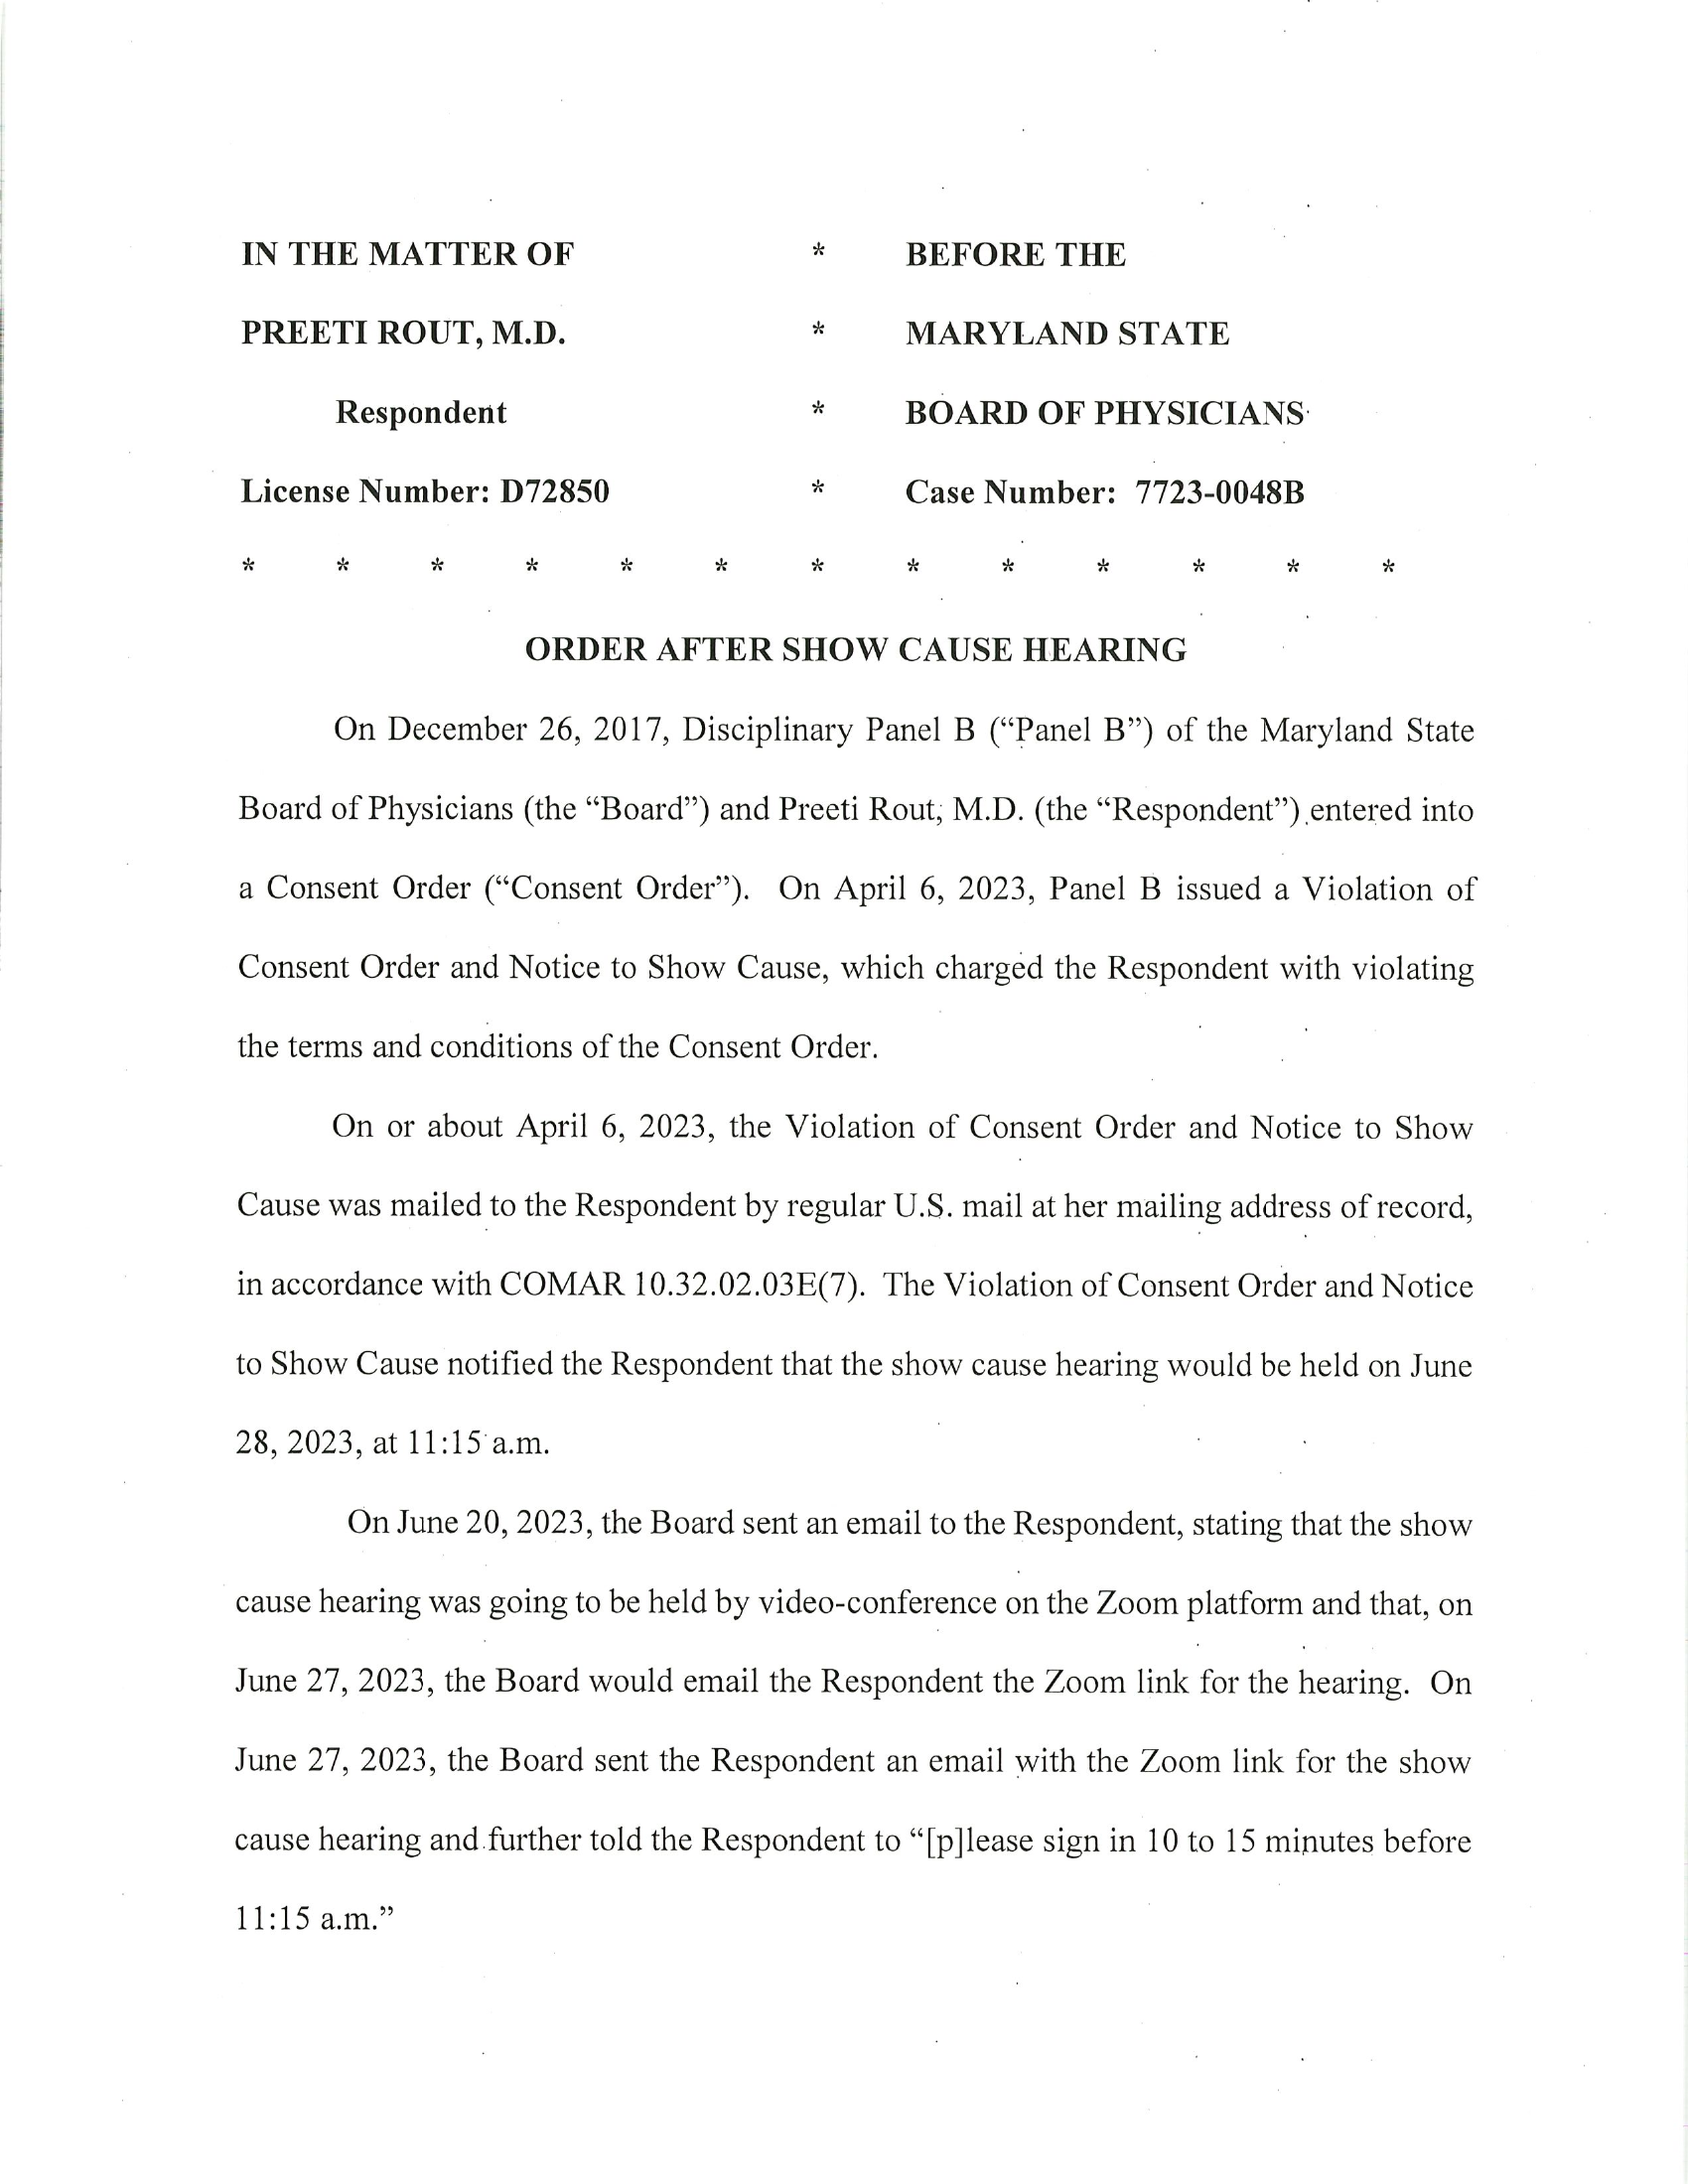 IN THE MATTER OF * BEFORE THE
PREETI ROUT, M.D. * MARYLAND STATE
Respondent * BOARD OF PHYSICIANS
License Number: D72850 * Case Number: 7723-0048B
* * * * * * * * * * * * *
ORDER AFTER SHOW CAUSE HEARING
On December 26, 2017, Disciplinary Panel B (“Panel B”) of the Maryland State
Board of Physicians (the “Board”) and Preeti Rout, M.D. (the “Respondent”) entered into
a Consent Order (“Consent Order”). On April 6, 2023, Panel B issued a Violation of
Consent Order and Notice to Show Cause, which charged the Respondent with violating
the terms and conditions of the Consent Order.
On or about April 6, 2023, the Violation of Consent Order and Notice to Show
Cause was mailed to the Respondent by regular U.S. mail at her mailing address of record,
in accordance with COMAR 10.32.02.03E(7). The Violation of Consent Order and Notice
to Show Cause notified the Respondent that the show cause hearing would be held on June
28, 2023, at 11:15 a.m.
On June 20, 2023, the Board sent an email to the Respondent, stating that the show
cause hearing was going to be held by video-conference on the Zoom platform and that, on
June 27, 2023, the Board would email the Respondent the Zoom link for the hearing. On
June 27, 2023, the Board sent the Respondent an email with the Zoom link for the show
cause hearing and further told the Respondent to “[p]lease sign in 10 to 15 minutes before
11:15 a.m.”